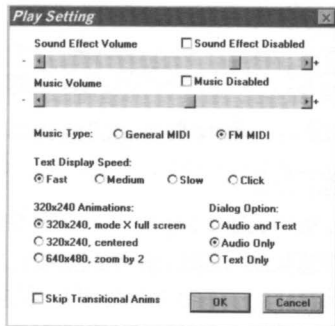 Play Setting
Sound Effect Volume Sound Effect Disabled
- +
Music Volume Music Disabled
- +
Music Type: General MIDI FM MIDI
Text Display Speed:
Fast Medium Slow Click
320x240 Animations: Dialog Option:
320x240, mode X full screen Audio and Text
320x240, centered Audio Only
640x480, zoom by 2 Text Only
Skip Transitional Anims OK Cancel